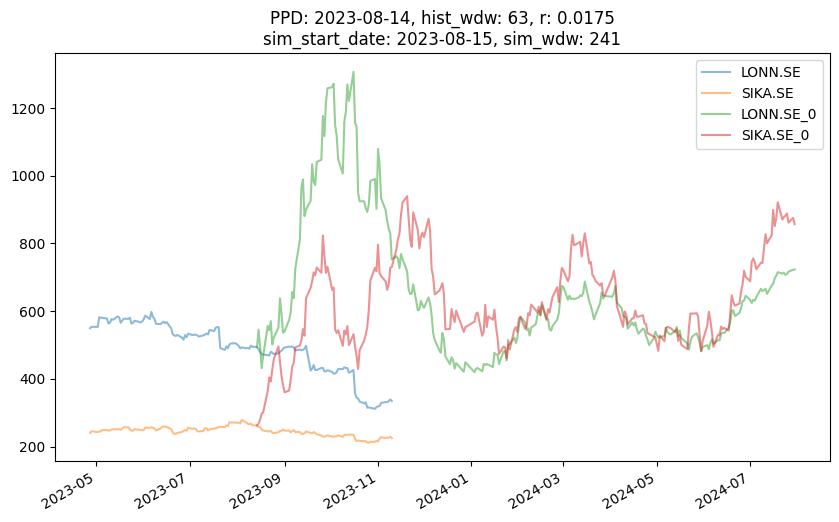 PPD: 2023-08-14, hist_wdw: 63, r: 0.0175
sim_start_date: 2023-08-15, sim_wdw: 241
LONN.SE
SIKA.SE
LONN.SE_0
SIKA.SE_0
1200
1000
800
600
400
200
2023-05
2023-07
2023-09
2023-11
2024-01
2024-03
2024-05
2024-07